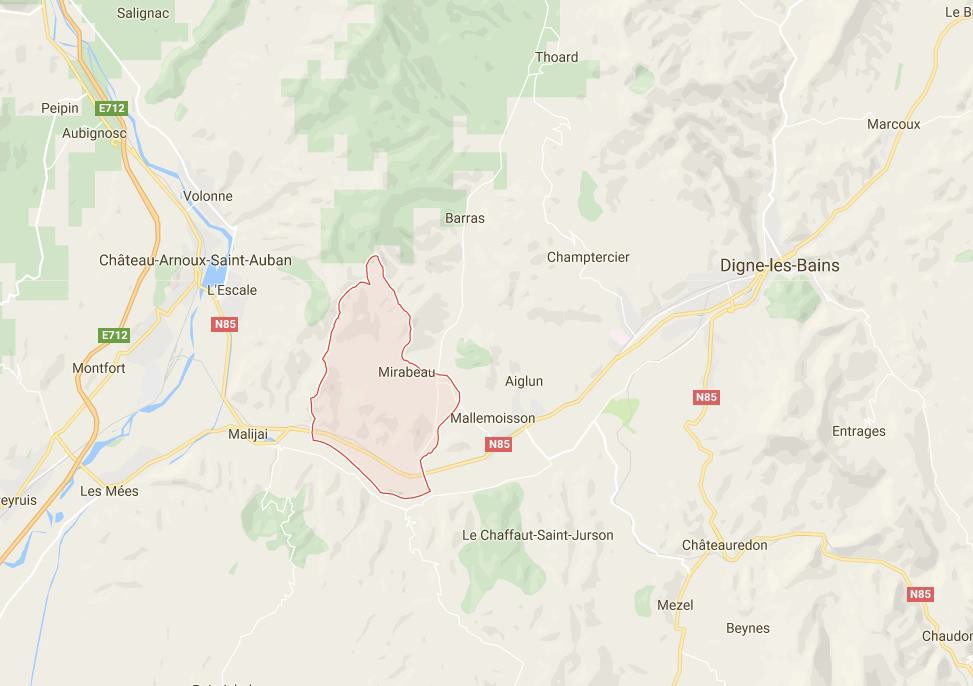 Salignac
Le B
Thoard
Peipin
E712
Aubignosc
Marcoux
Volonne
Barras
Château-Arnoux-Saint-Auban
Champtercier
Digne-les-Bains
L'Escale
N85
E712
Montfort
Mirabeau
Aiglun
N85
Mallemoisson
Malijai
N85
Entrages
Les Mées
eyruis
Le Chaffaut-Saint-Jurson
Châteauredon
N85
Mezel
Beynes
Chaudon